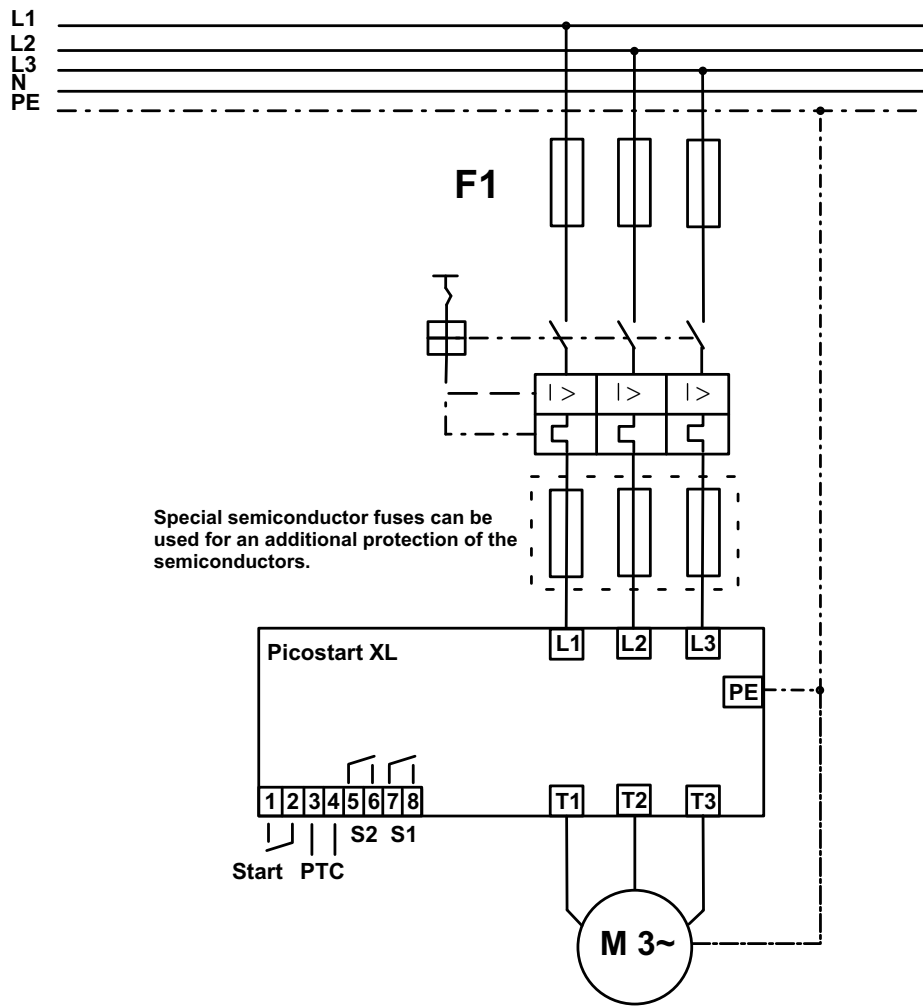 L1
L2
L3
N
PE
F1
I > I > I >
Special semiconductor fuses can be
used for an additional protection of the
semiconductors.
Picostart XL
L1 L2 L3
PE
1 2 3 4 5 6 7 8
T1 T2 T3
S2 S1
Start PTC
M 3~